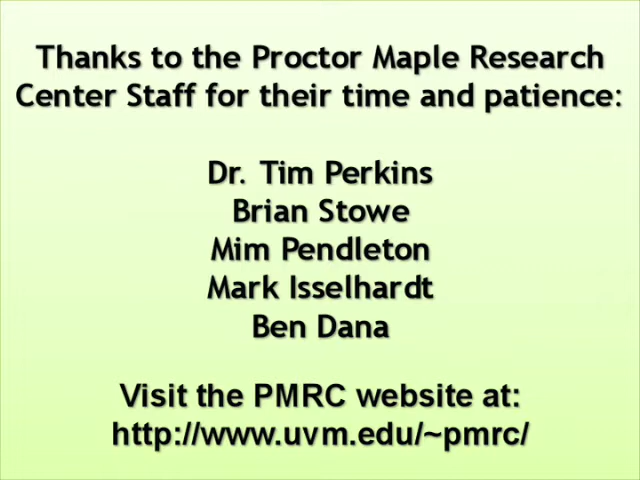 Thanks to the Proctor Maple Research
Center Staff for their time and patience:
Dr. Tim Perkins
Brian Stowe
Mim Pendleton
Mark Isselhardt
Ben Dana
Visit the PMRC website at:
http://www.uvm.edu/~pmrc/